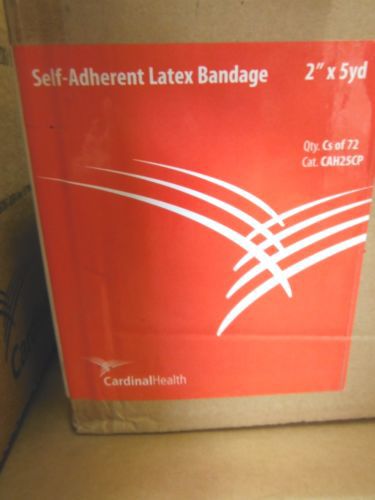 Self-Adherent Latex Bandage 2" x 5yd
Qty. Cs of 72
Cat. CAH25CP
CardinalHealth